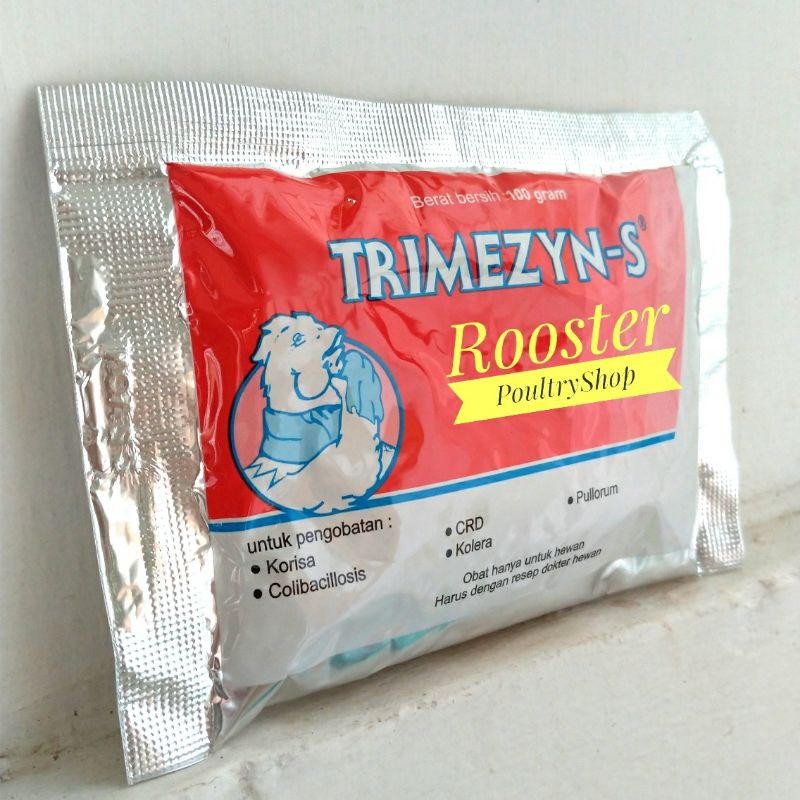 Berat bersih :100 gram
TRIMEZYN-S®
Rooster
PoultryShop
untuk pengobatan :
• Korisa
• Colibacillosis
• CRD
• Kolera
• Pullorum
Obat hanya untuk hewan
Harus dengan resep dokter hewan